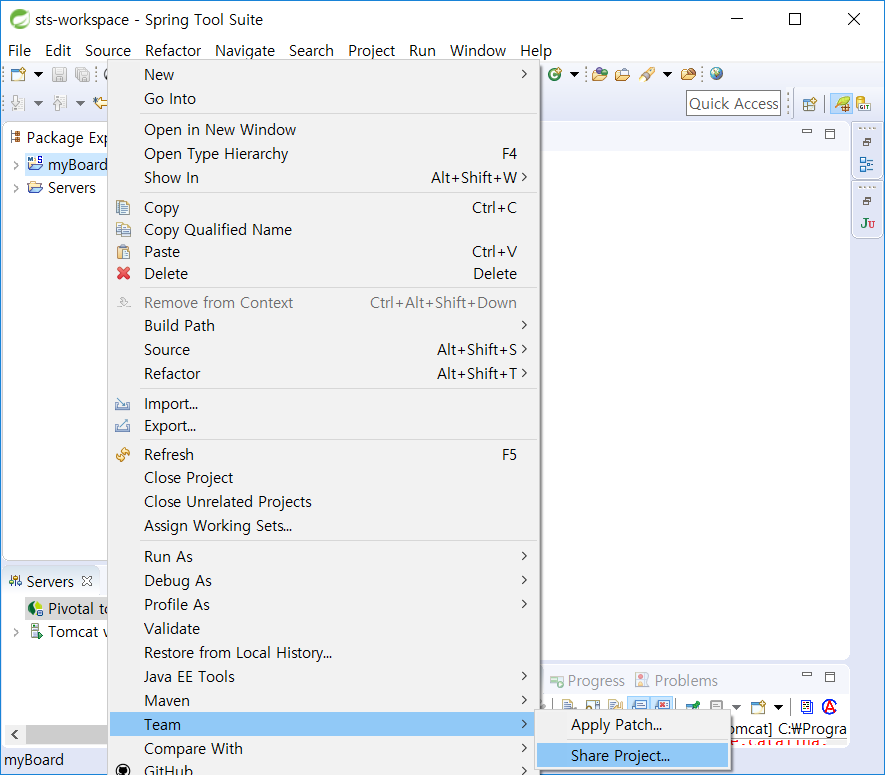 sts-workspace - Spring Tool Suite
File Edit Source Refactor Navigate Search Project Run Window Help
Quick Access
GIT
Package Exp
myBoard
Servers
New
Go Into
Open in New Window
Open Type Hierarchy F4
Show In Alt+Shift+W
Copy Ctrl+C
Copy Qualified Name
Paste Ctrl+V
Delete Delete
Remove from Context Ctrl+Alt+Shift+Down
Build Path
Source Alt+Shift+S
Refactor Alt+Shift+T
Import...
Export...
Refresh F5
Close Project
Close Unrelated Projects
Assign Working Sets...
Run As
Debug As
Profile As
Validate
Restore from Local History...
Java EE Tools
Maven
Team
Compare With
GitHub
Apply Patch...
Share Project...
Ju
Servers
Pivotal tc
Tomcat v
Progress Problems
omcat] C:₩Progra
myBoard